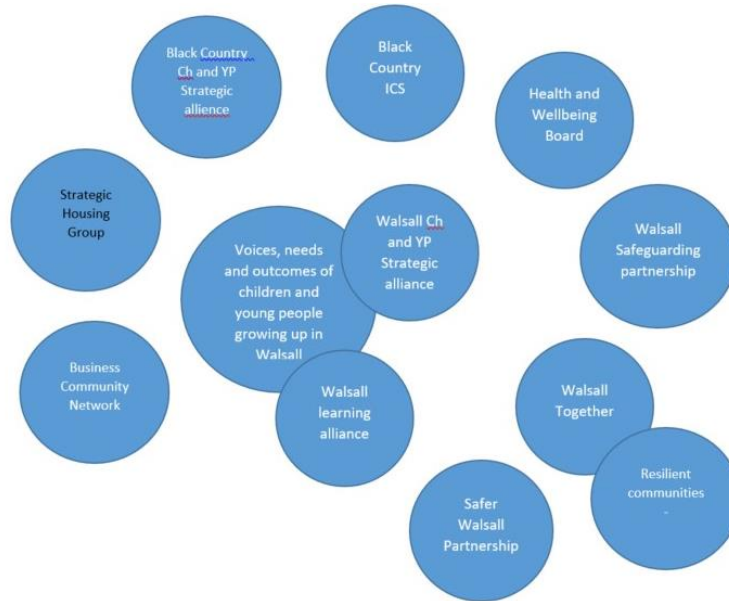 Black Country
Ch and YP
Strategic
allience
Black
Country
ICS
Health and
Wellbeing
Board
Strategic
Housing
Group
Walsall Ch
and YP
Strategic
alliance
Walsall
Safeguarding
partnership
Voices, needs
and outcomes of
children and
young people
growing up in
Walsall
Business
Community
Network
Walsall
learning
alliance
Walsall
Together
Resilient
communities
-
Safer
Walsall
Partnership